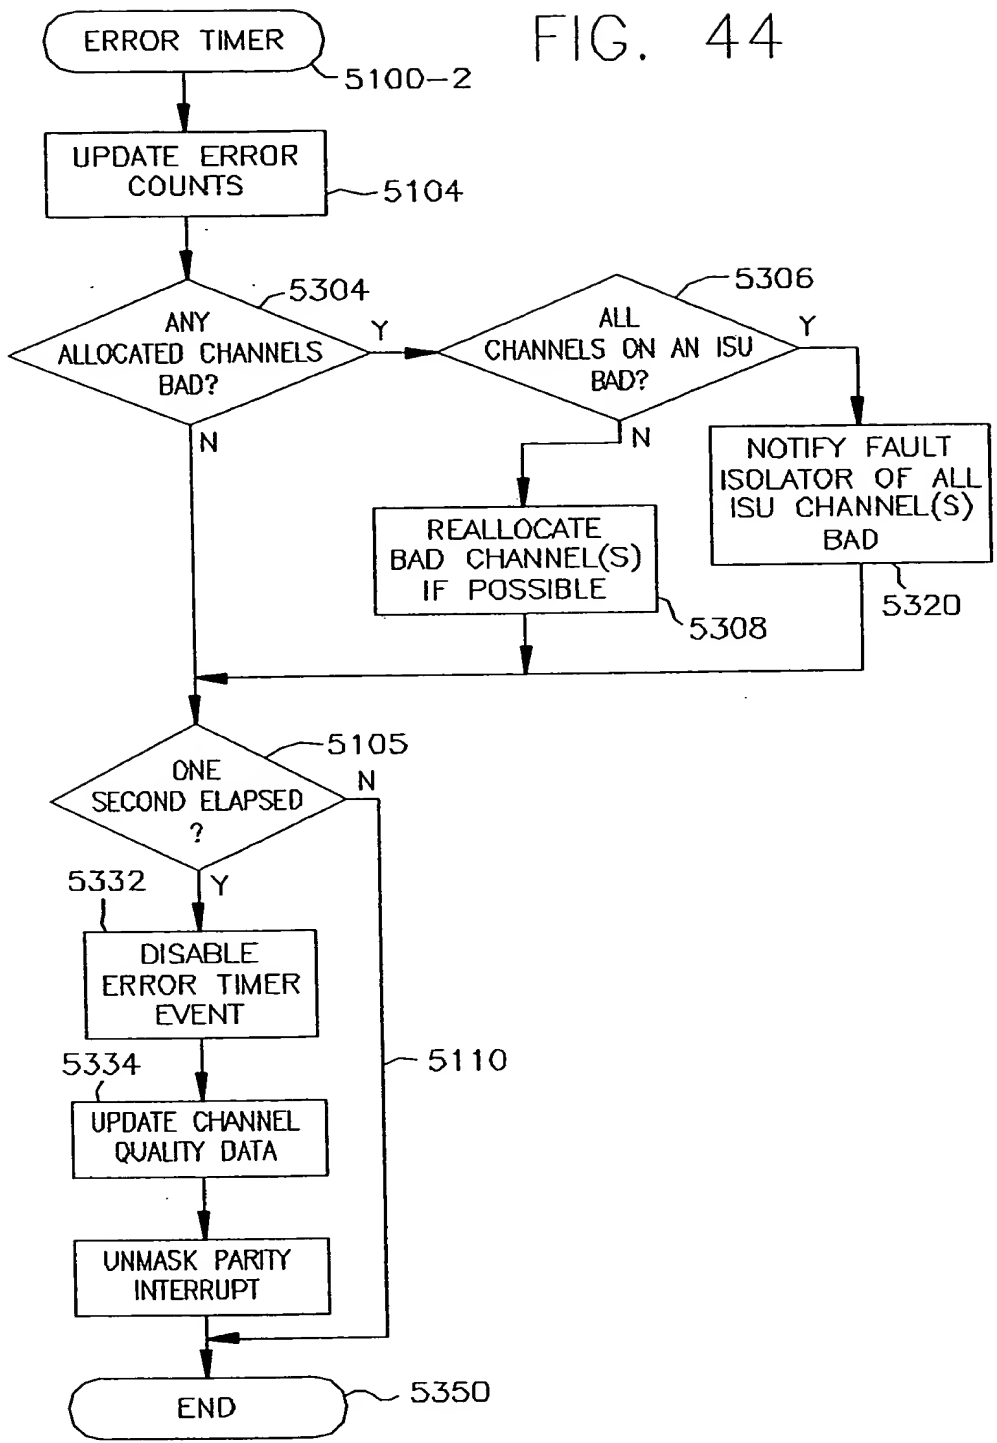 FIG. 44
ERROR TIMER
5100-2
UPDATE ERROR
COUNTS
5104
5304
ANY
ALLOCATED CHANNELS
BAD?
Y
N
5306
ALL
CHANNELS ON AN ISU
BAD?
Y
N
NOTIFY FAULT
ISOLATOR OF ALL
ISU CHANNEL(S)
BAD
5320
REALLOCATE
BAD CHANNEL(S)
IF POSSIBLE
5308
5105
ONE
SECOND ELAPSED
?
N
Y
5332
DISABLE
ERROR TIMER
EVENT
5110
5334
UPDATE CHANNEL
QUALITY DATA
UNMASK PARITY
INTERRUPT
END
5350